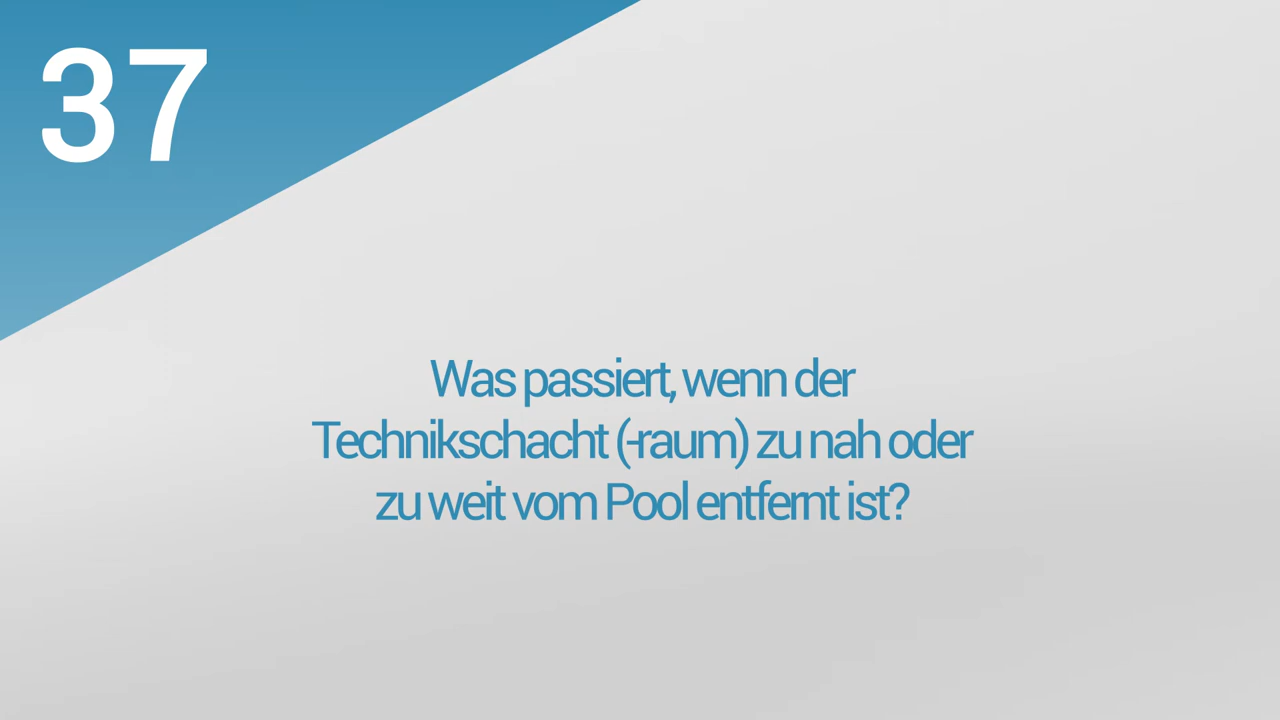 37
Was passiert, wenn der
Technikschacht (-raum) zu nah oder
zu weit vom Pool entfernt ist?